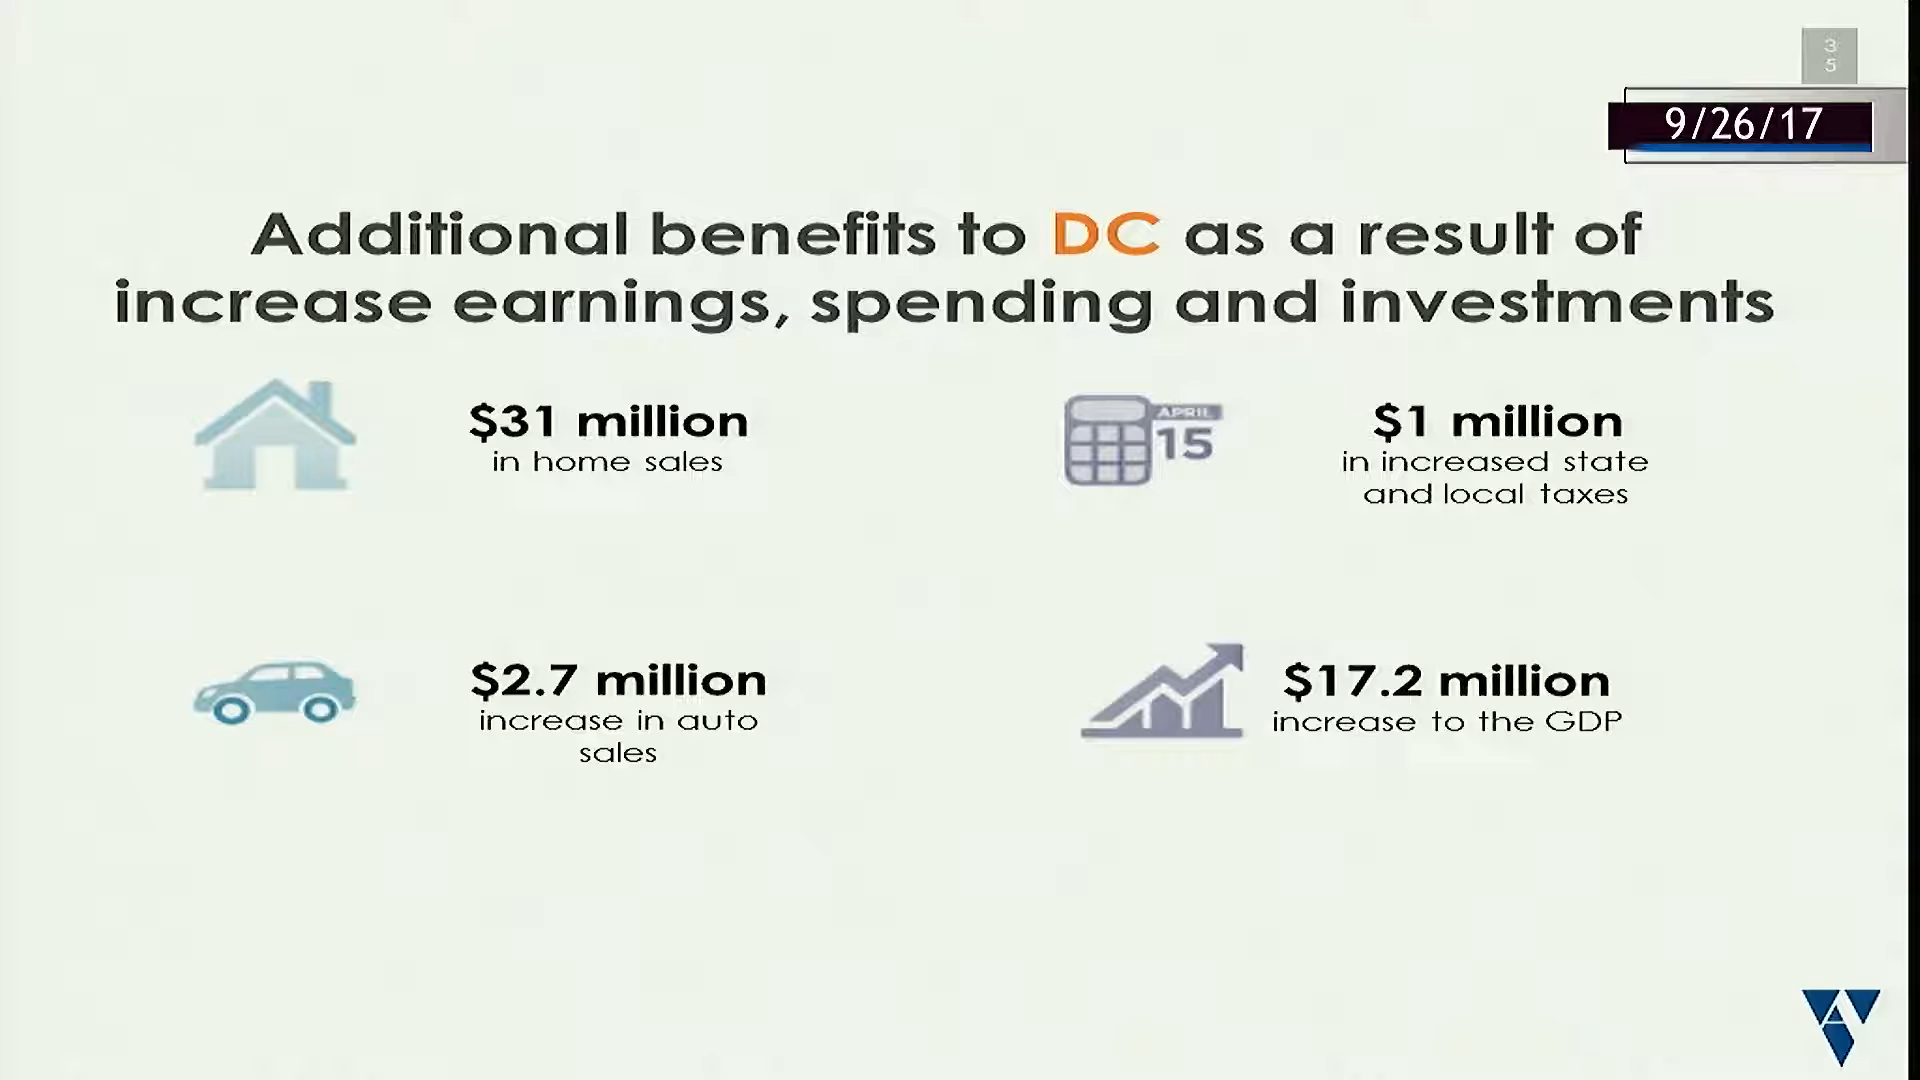 3
5
9/26/17
Additional benefits to DC as a result of
increase earnings, spending and investments
$31 million
in home sales
APRIL
15
$1 million
in increased state
and local taxes
$2.7 million
increase in auto
sales
$17.2 million
increase to the GDP
A